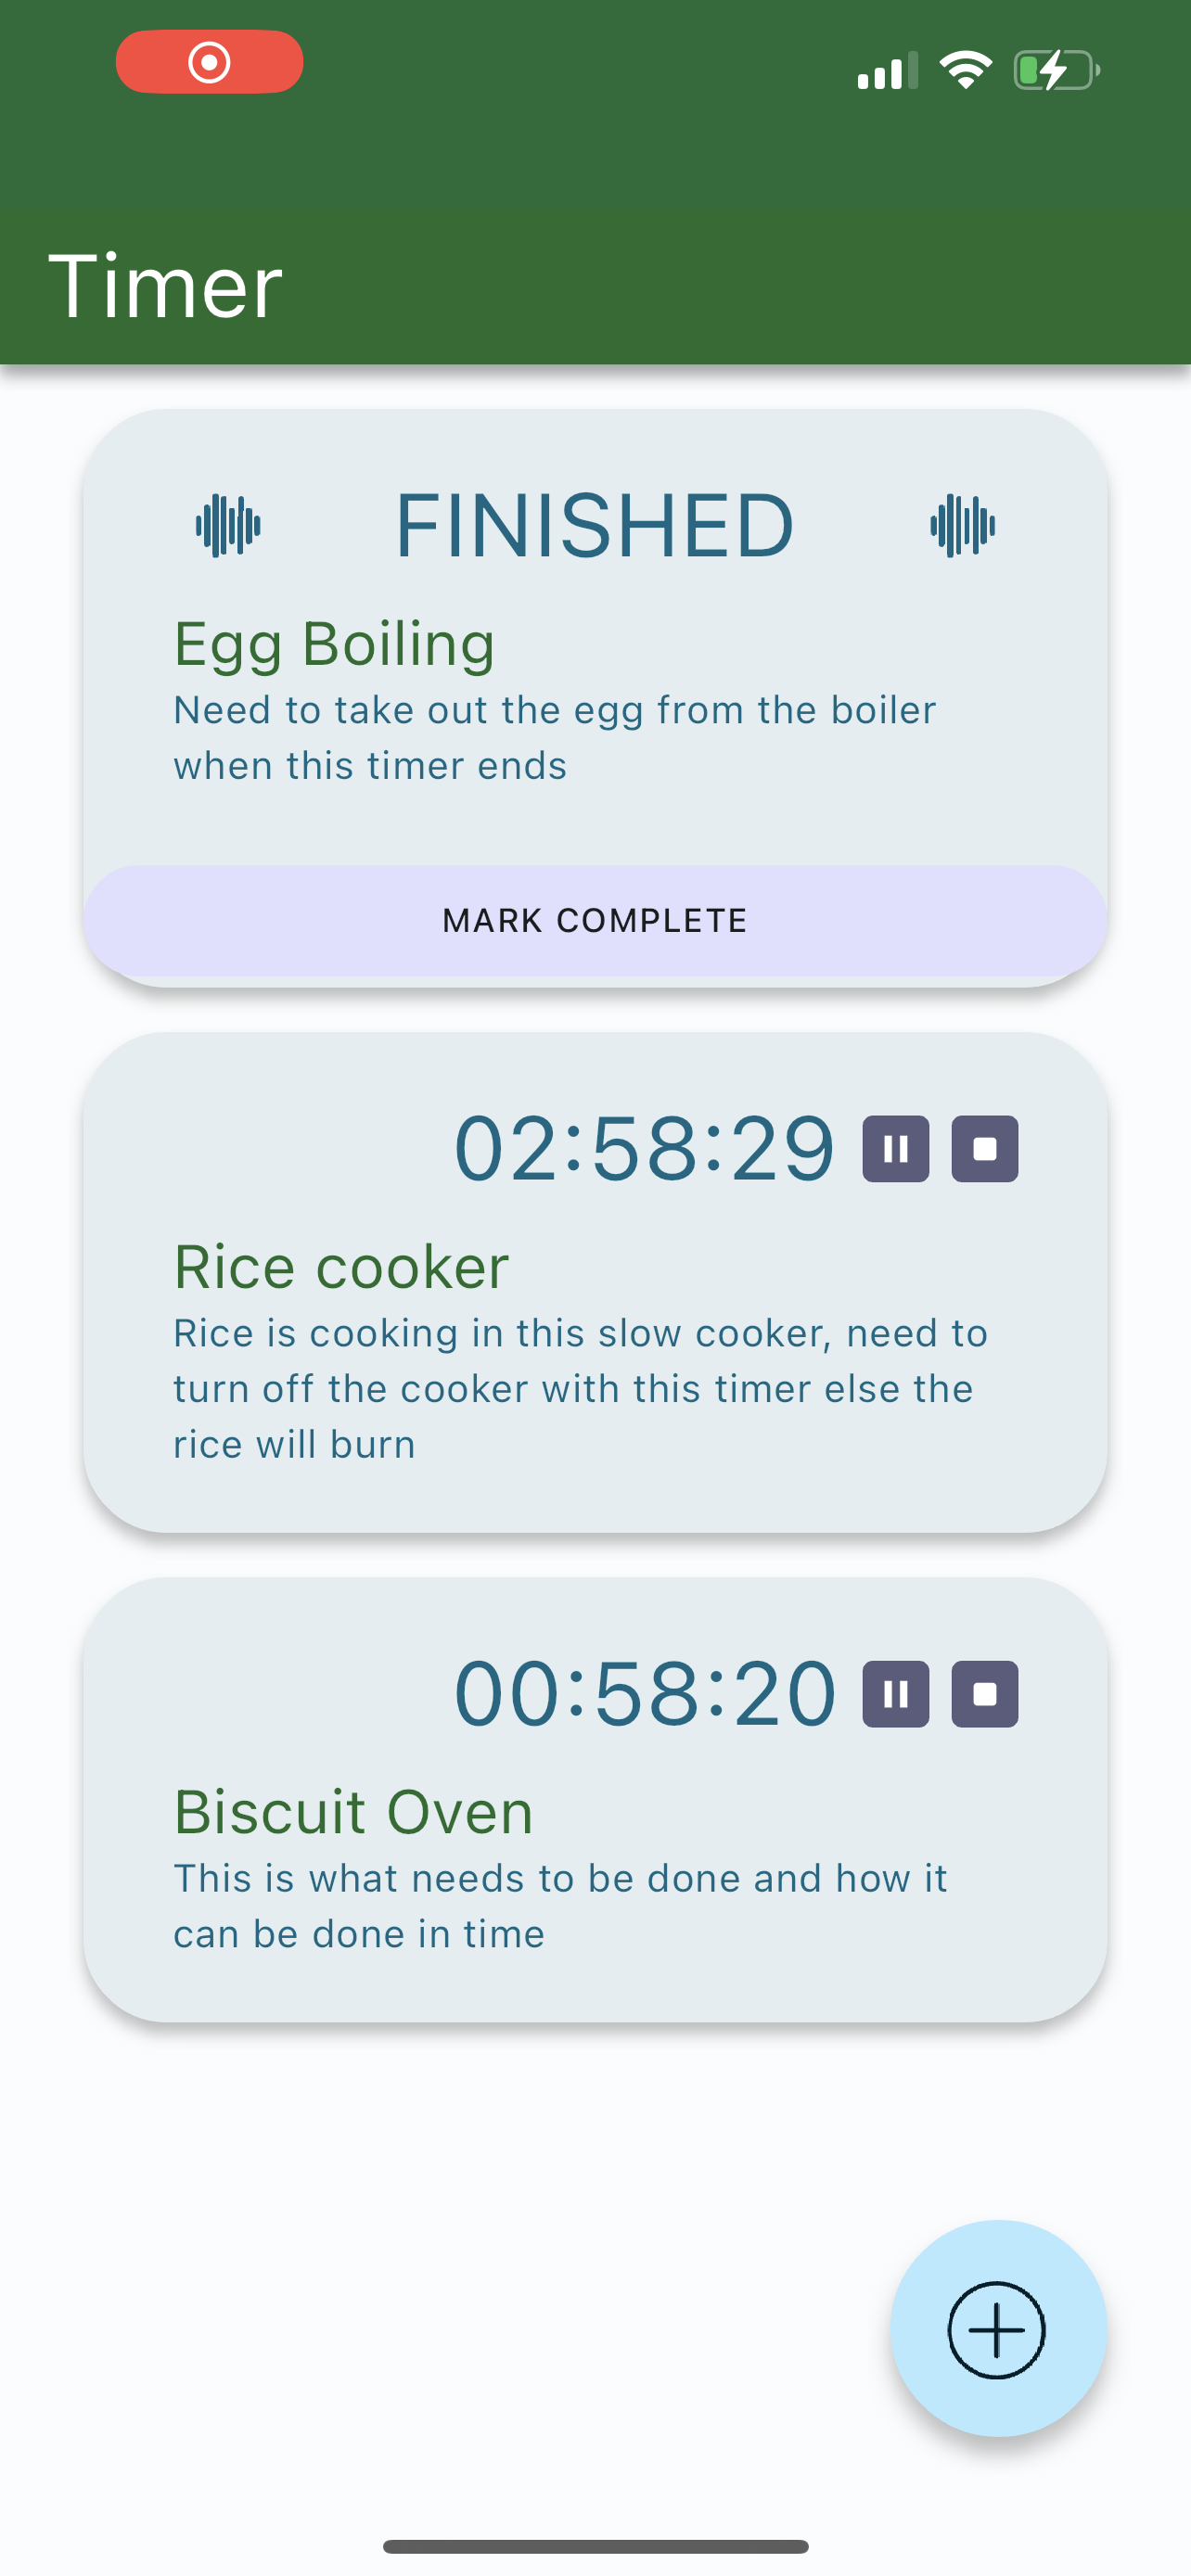 Timer
FINISHED
Egg Boiling
Need to take out the egg from the boiler
when this timer ends
MARK COMPLETE
02:58:29
Rice cooker
Rice is cooking in this slow cooker, need to
turn off the cooker with this timer else the
rice will burn
00:58:20
Biscuit Oven
This is what needs to be done and how it
can be done in time